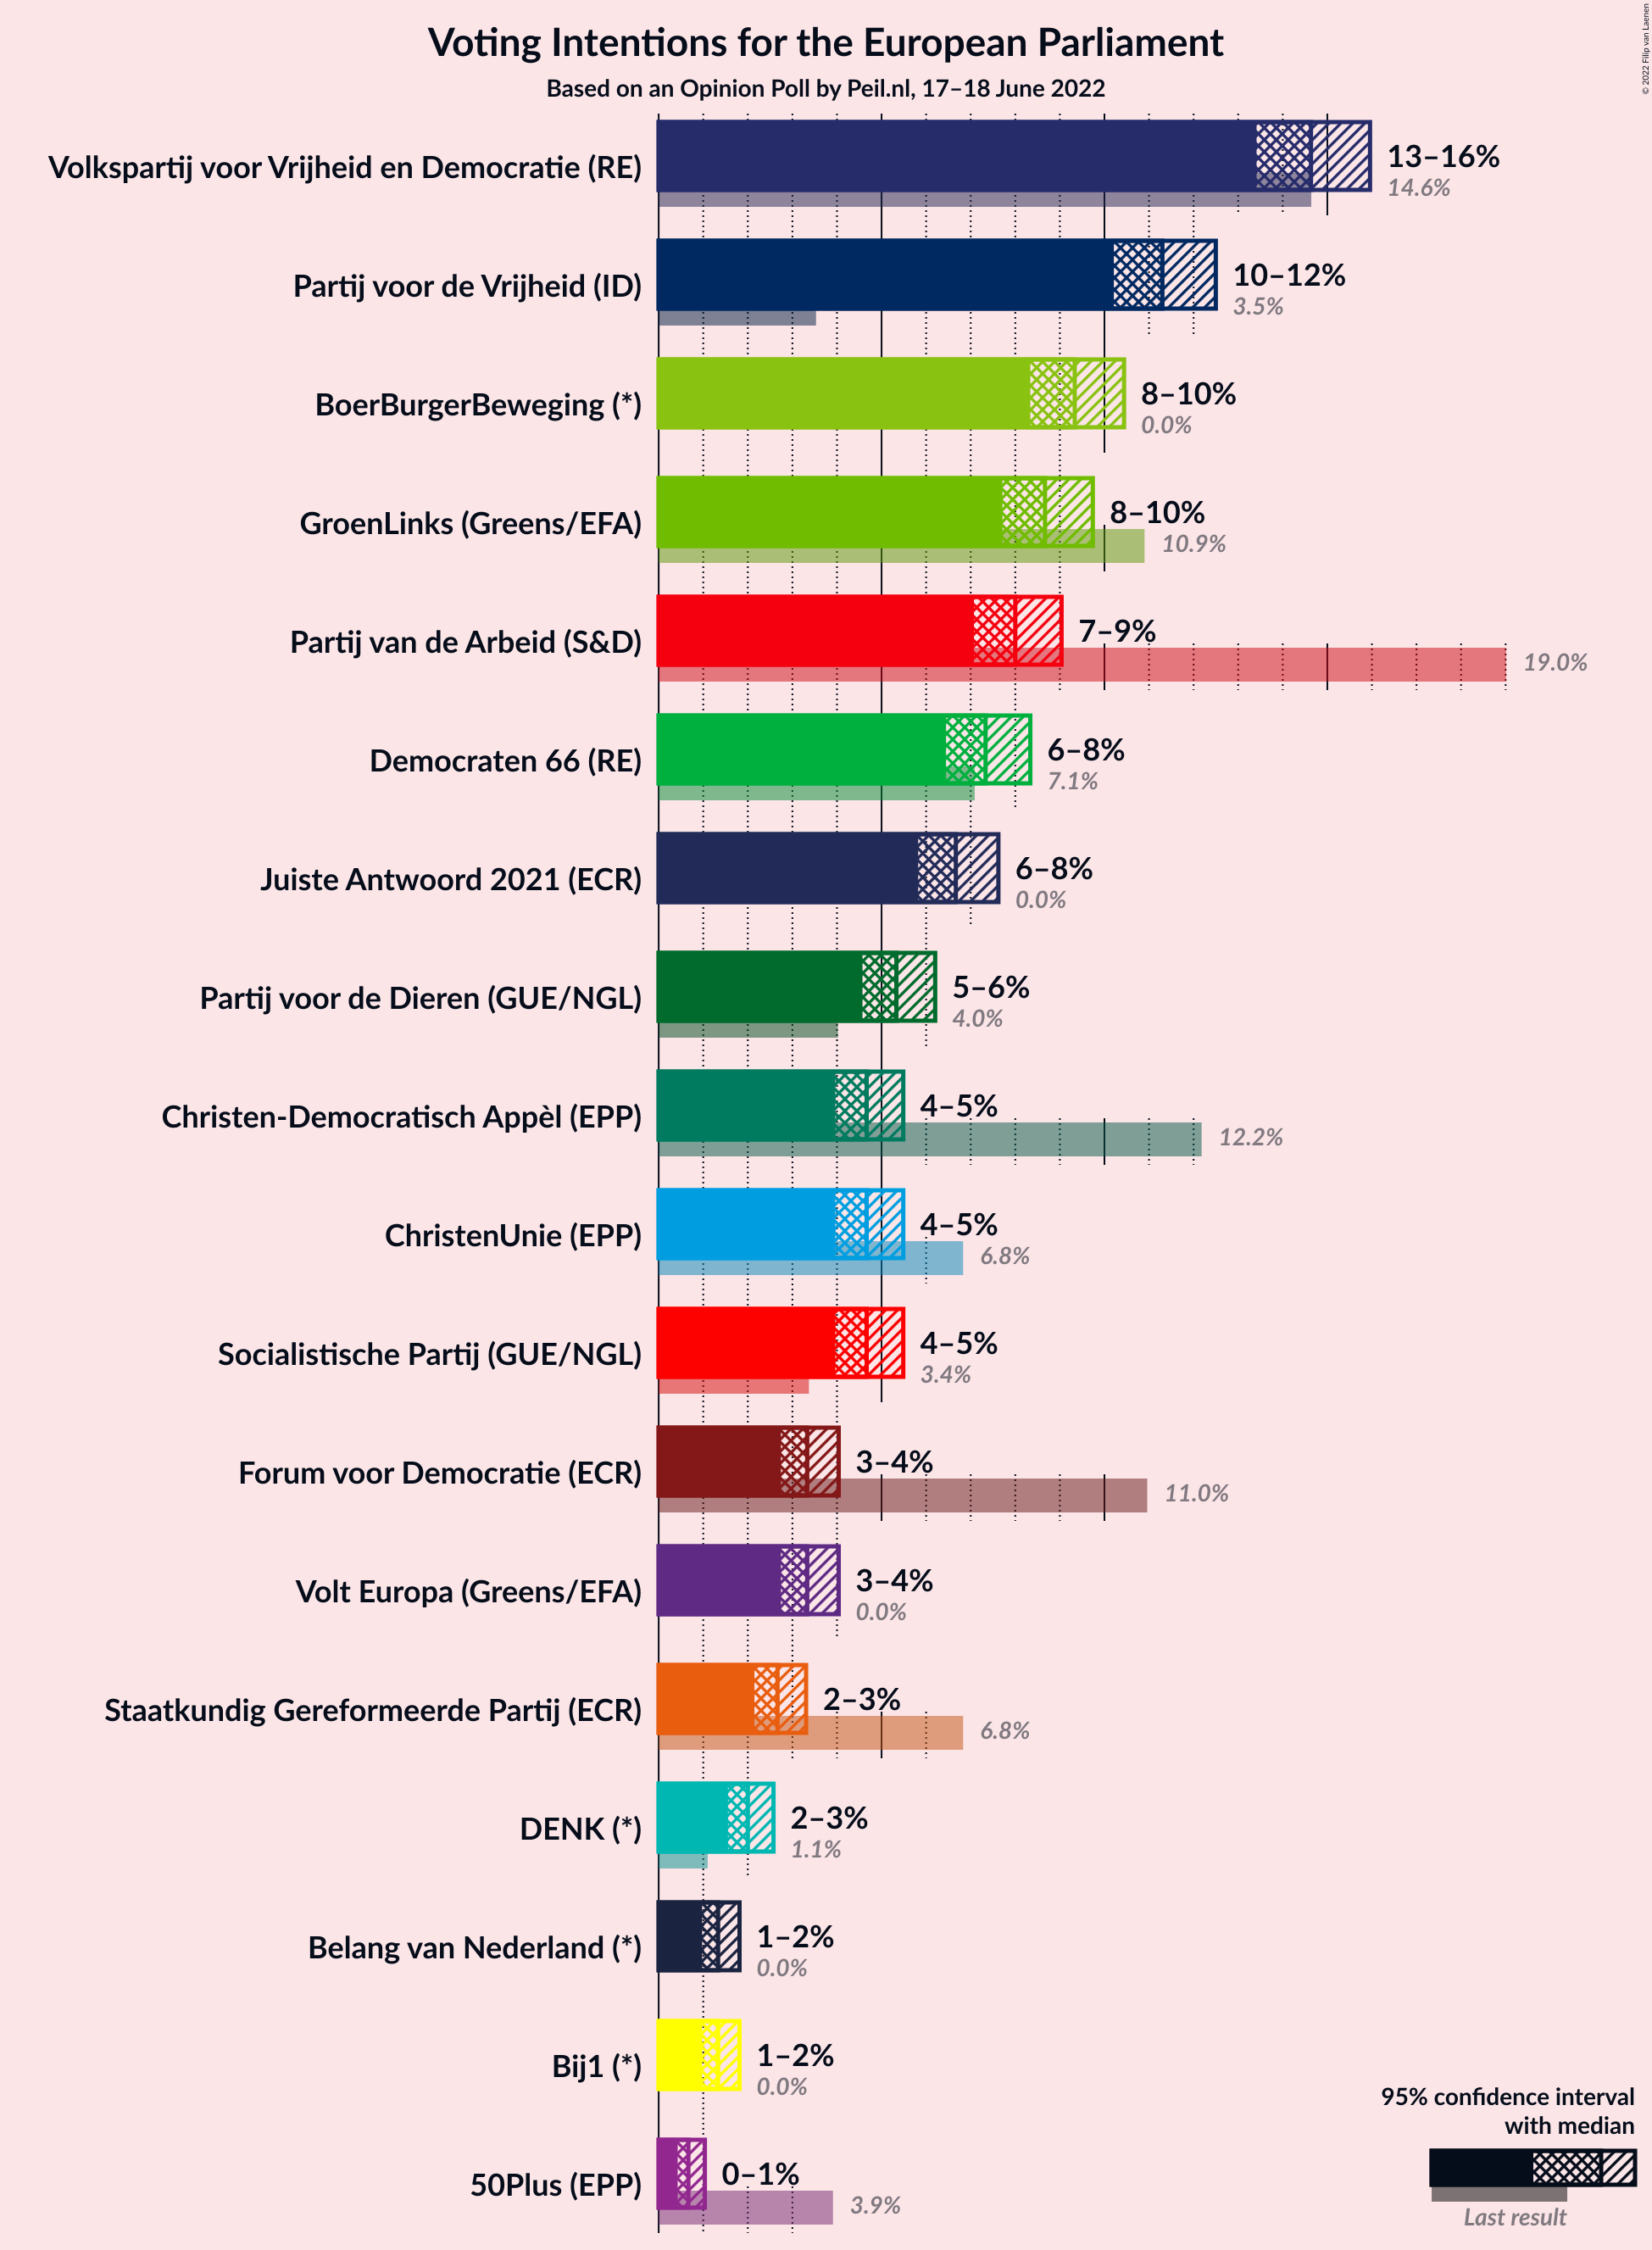 Voting Intentions for the European Parliament
Based on an Opinion Poll by Peil.nl, 17–18 June 2022
© 2022 Filip van Laenen
Volkspartij voor Vrijheid en Democratie (RE)
13–16%
14.6%
Partij voor de Vrijheid (ID)
10–12%
3.5%
BoerBurgerBeweging (*)
8–10%
0.0%
GroenLinks (Greens/EFA)
8–10%
10.9%
Partij van de Arbeid (S&D)
7–9%
19.0%
Democraten 66 (RE)
6–8%
7.1%
Juiste Antwoord 2021 (ECR)
6–8%
0.0%
Partij voor de Dieren (GUE/NGL)
5–6%
4.0%
Christen-Democratisch Appèl (EPP)
4–5%
12.2%
ChristenUnie (EPP)
4–5%
6.8%
Socialistische Partij (GUE/NGL)
4–5%
3.4%
Forum voor Democratie (ECR)
3–4%
11.0%
Volt Europa (Greens/EFA)
3–4%
0.0%
Staatkundig Gereformeerde Partij (ECR)
2–3%
6.8%
DENK (*)
2–3%
1.1%
Belang van Nederland (*)
1–2%
0.0%
Bij1 (*)
1–2%
0.0%
50Plus (EPP)
0–1%
3.9%
95% confidence interval
with median
Last result